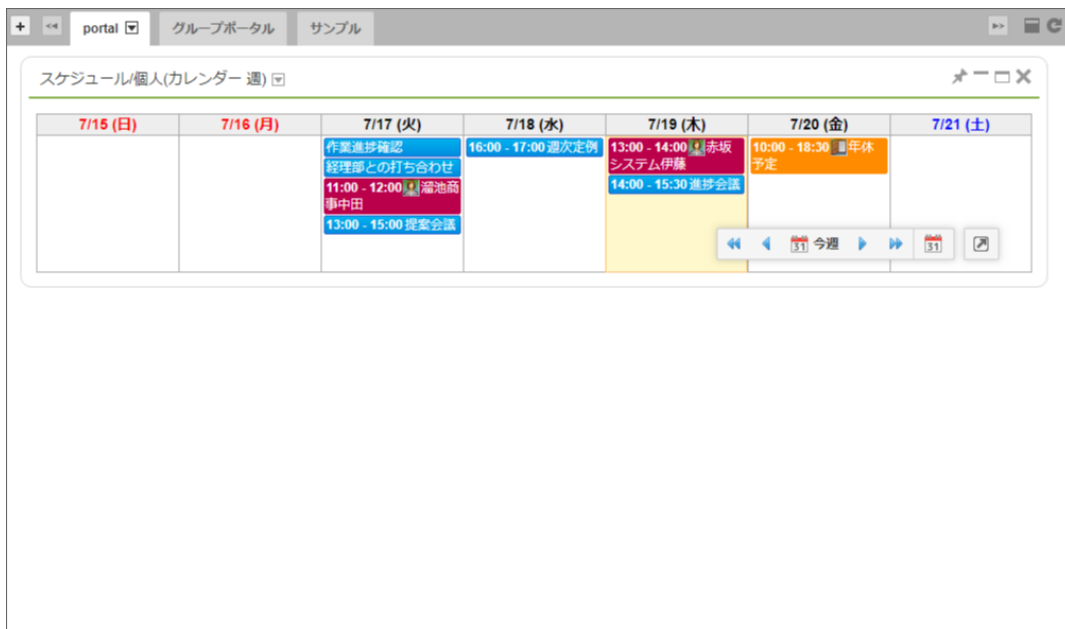 portal
グループポータル
サンプル
スケジュール/個人(カレンダー 週)
7/15 (日)
7/16 (月)
7/17 (火)
7/18 (水)
7/19 (木)
7/20 (金)
7/21 (土)
作業進捗確認
経理部との打ち合わせ
11:00 - 12:00 溜池商
事中田
13:00 - 15:00 提案会議
16:00 - 17:00 週次定例
13:00 - 14:00 赤坂
システム伊藤
14:00 - 15:30 進捗会議
10:00 - 18:30 年休
予定
31 今週
31